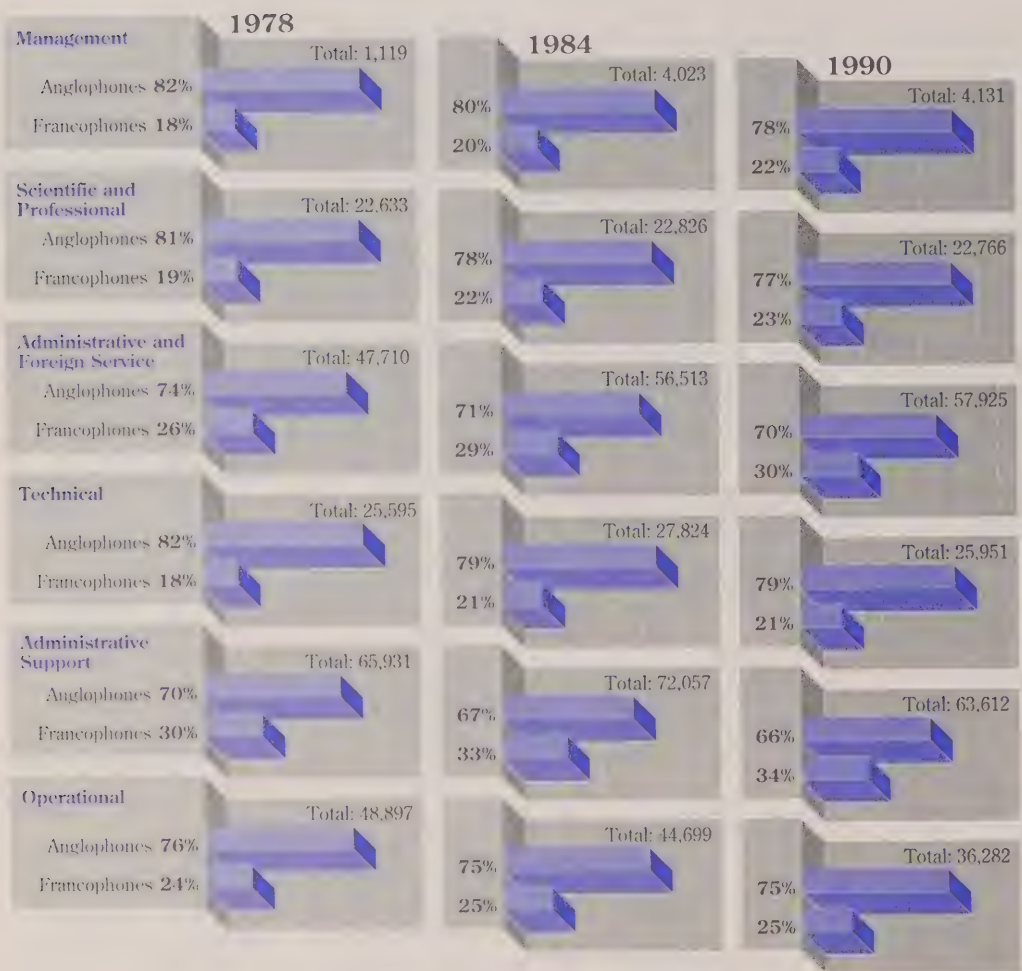 1978
1984
1990
Management
Total: 1,119
Total: 4,023
Total: 4,131
Anglophones 82%
80%
78%
Francophones 18%
20%
22%
Scientific and
Professional
Total: 22,633
Total: 22,826
Total: 22,766
Anglophones 81%
78%
77%
Francophones 19%
22%
23%
Administrative and
Foreign Service
Total: 47,710
Total: 56,513
Total: 57,925
Anglophones 74%
71%
70%
Francophones 26%
29%
30%
Technical
Total: 25,595
Total: 27,824
Total: 25,951
Anglophones 82%
79%
79%
Francophones 18%
21%
21%
Administrative
Support
Total: 65,931
Total: 72,057
Total: 63,612
Anglophones 70%
67%
66%
Francophones 30%
33%
34%
Operational
Total: 48,897
Total: 44,699
Total: 36,282
Anglophones 76%
75%
75%
Francophones 24%
25%
25%